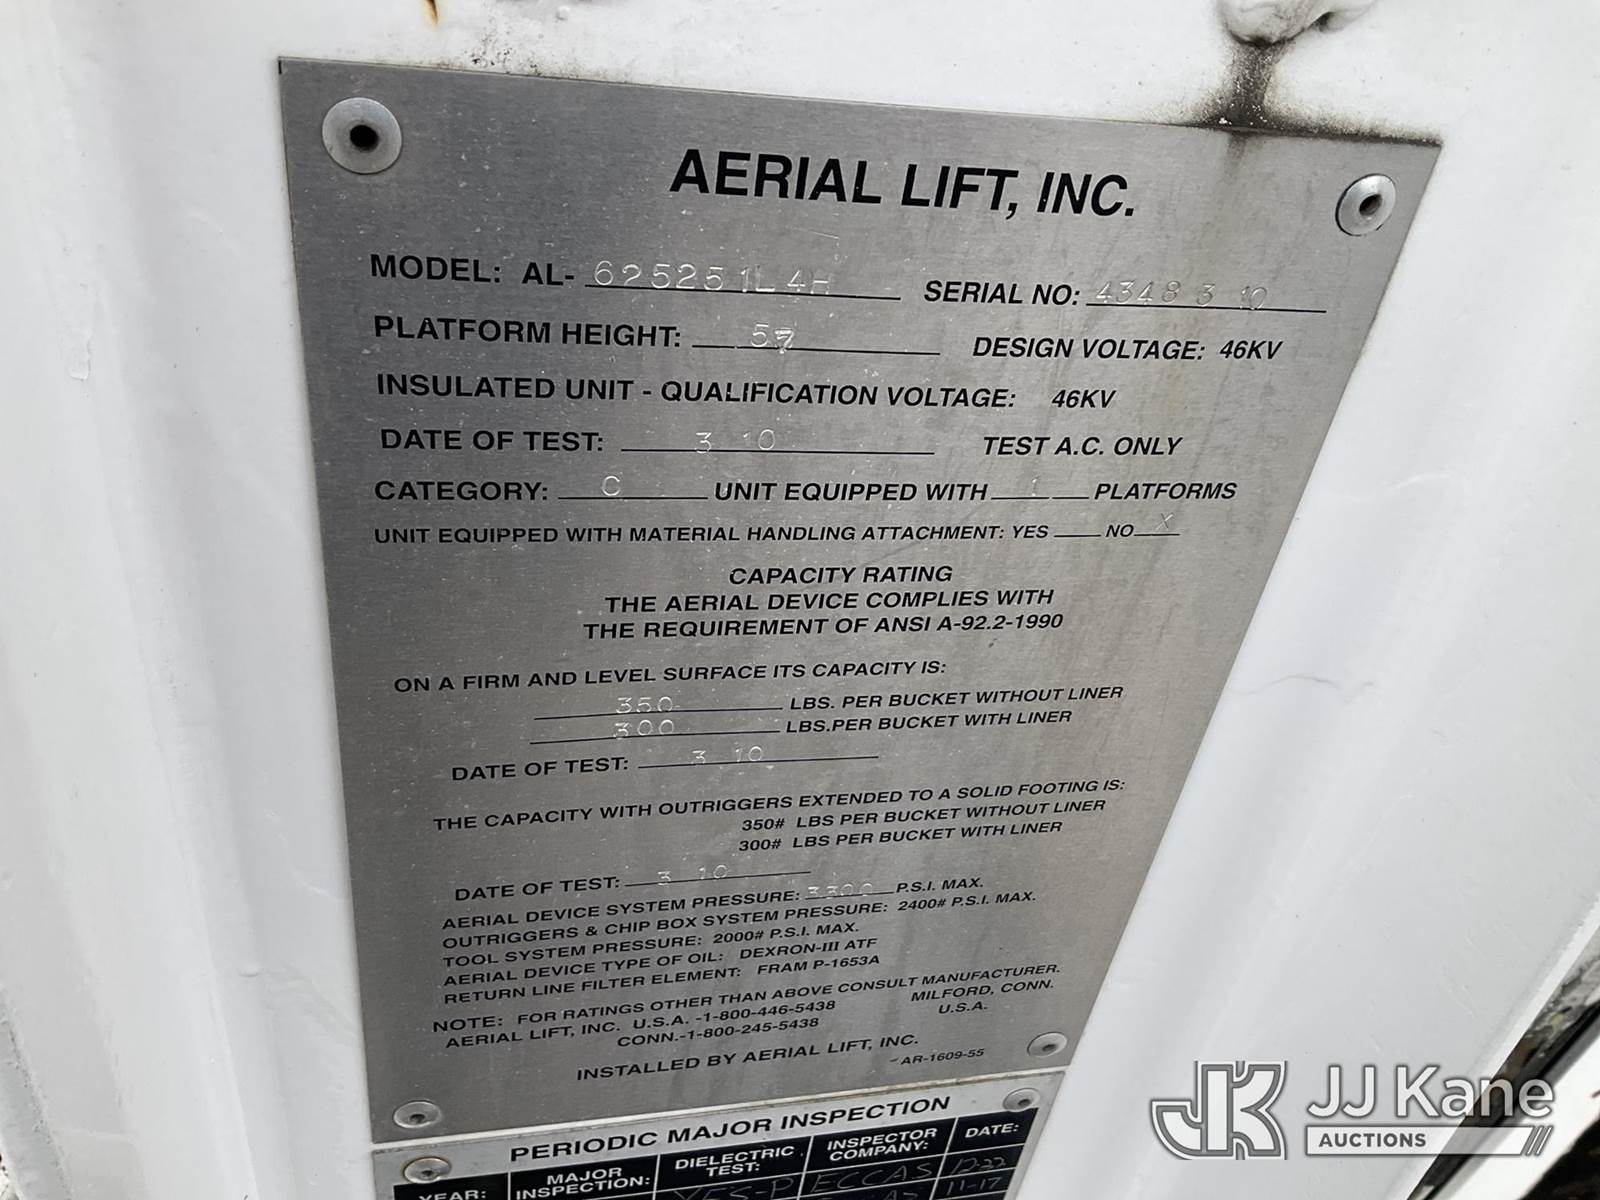 AERIAL LIFT, INC.
MODEL: AL- 625251L4H SERIAL NO: 4348 3 10
PLATFORM HEIGHT: 57 DESIGN VOLTAGE: 46KV
INSULATED UNIT - QUALIFICATION VOLTAGE: 46KV
DATE OF TEST: 3 10 TEST A.C. ONLY
CATEGORY: C UNIT EQUIPPED WITH 1 PLATFORMS
UNIT EQUIPPED WITH MATERIAL HANDLING ATTACHMENT: YES NO X
CAPACITY RATING
THE AERIAL DEVICE COMPLIES WITH
THE REQUIREMENT OF ANSI A-92.2-1990
ON A FIRM AND LEVEL SURFACE ITS CAPACITY IS:
350 LBS. PER BUCKET WITHOUT LINER
300 LBS.PER BUCKET WITH LINER
DATE OF TEST: 3 10
THE CAPACITY WITH OUTRIGGERS EXTENDED TO A SOLID FOOTING IS:
350# LBS PER BUCKET WITHOUT LINER
300# LBS PER BUCKET WITH LINER
DATE OF TEST: 3 10
AERIAL DEVICE SYSTEM PRESSURE: 3300 P.S.I. MAX.
OUTRIGGERS & CHIP BOX SYSTEM PRESSURE: 2400# P.S.I. MAX.
TOOL SYSTEM PRESSURE: 2000# P.S.I. MAX.
AERIAL DEVICE TYPE OF OIL: DEXRON-III ATF
RETURN LINE FILTER ELEMENT: FRAM P-1653A
NOTE: FOR RATINGS OTHER THAN ABOVE CONSULT MANUFACTURER.
AERIAL LIFT, INC. U.S.A. -1-800-446-5438 MILFORD, CONN.
CONN.-1-800-245-5438 U.S.A.
INSTALLED BY AERIAL LIFT, INC.
AR-1609-55
PERIODIC MAJOR INSPECTION
YEAR: MAJOR INSPECTION: DIELECTRIC TEST: INSPECTOR COMPANY: DATE:
YES-P ECCAS 12-22
11-17
JK JJ Kane
AUCTIONS